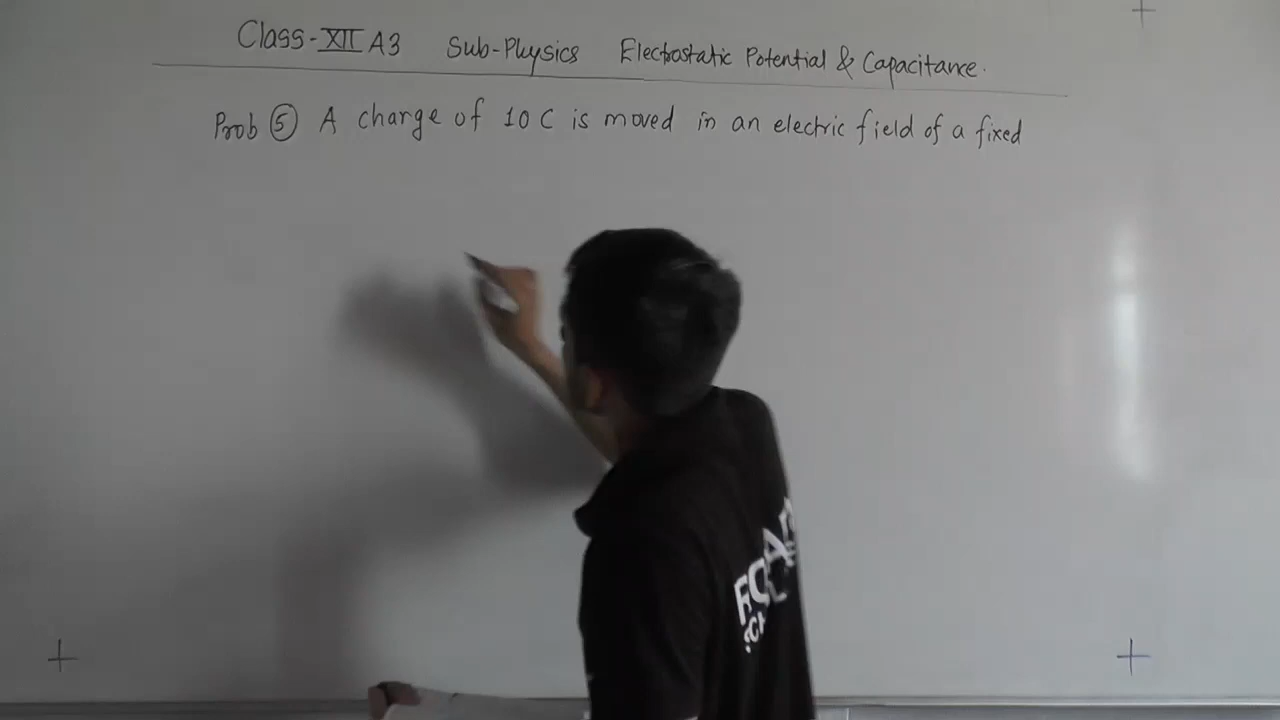 Class-XII A3 Sub-Physics Electrostatic Potential & Capacitance.
Prob ⑤ A charge of 10 C is moved in an electric field of a fixed